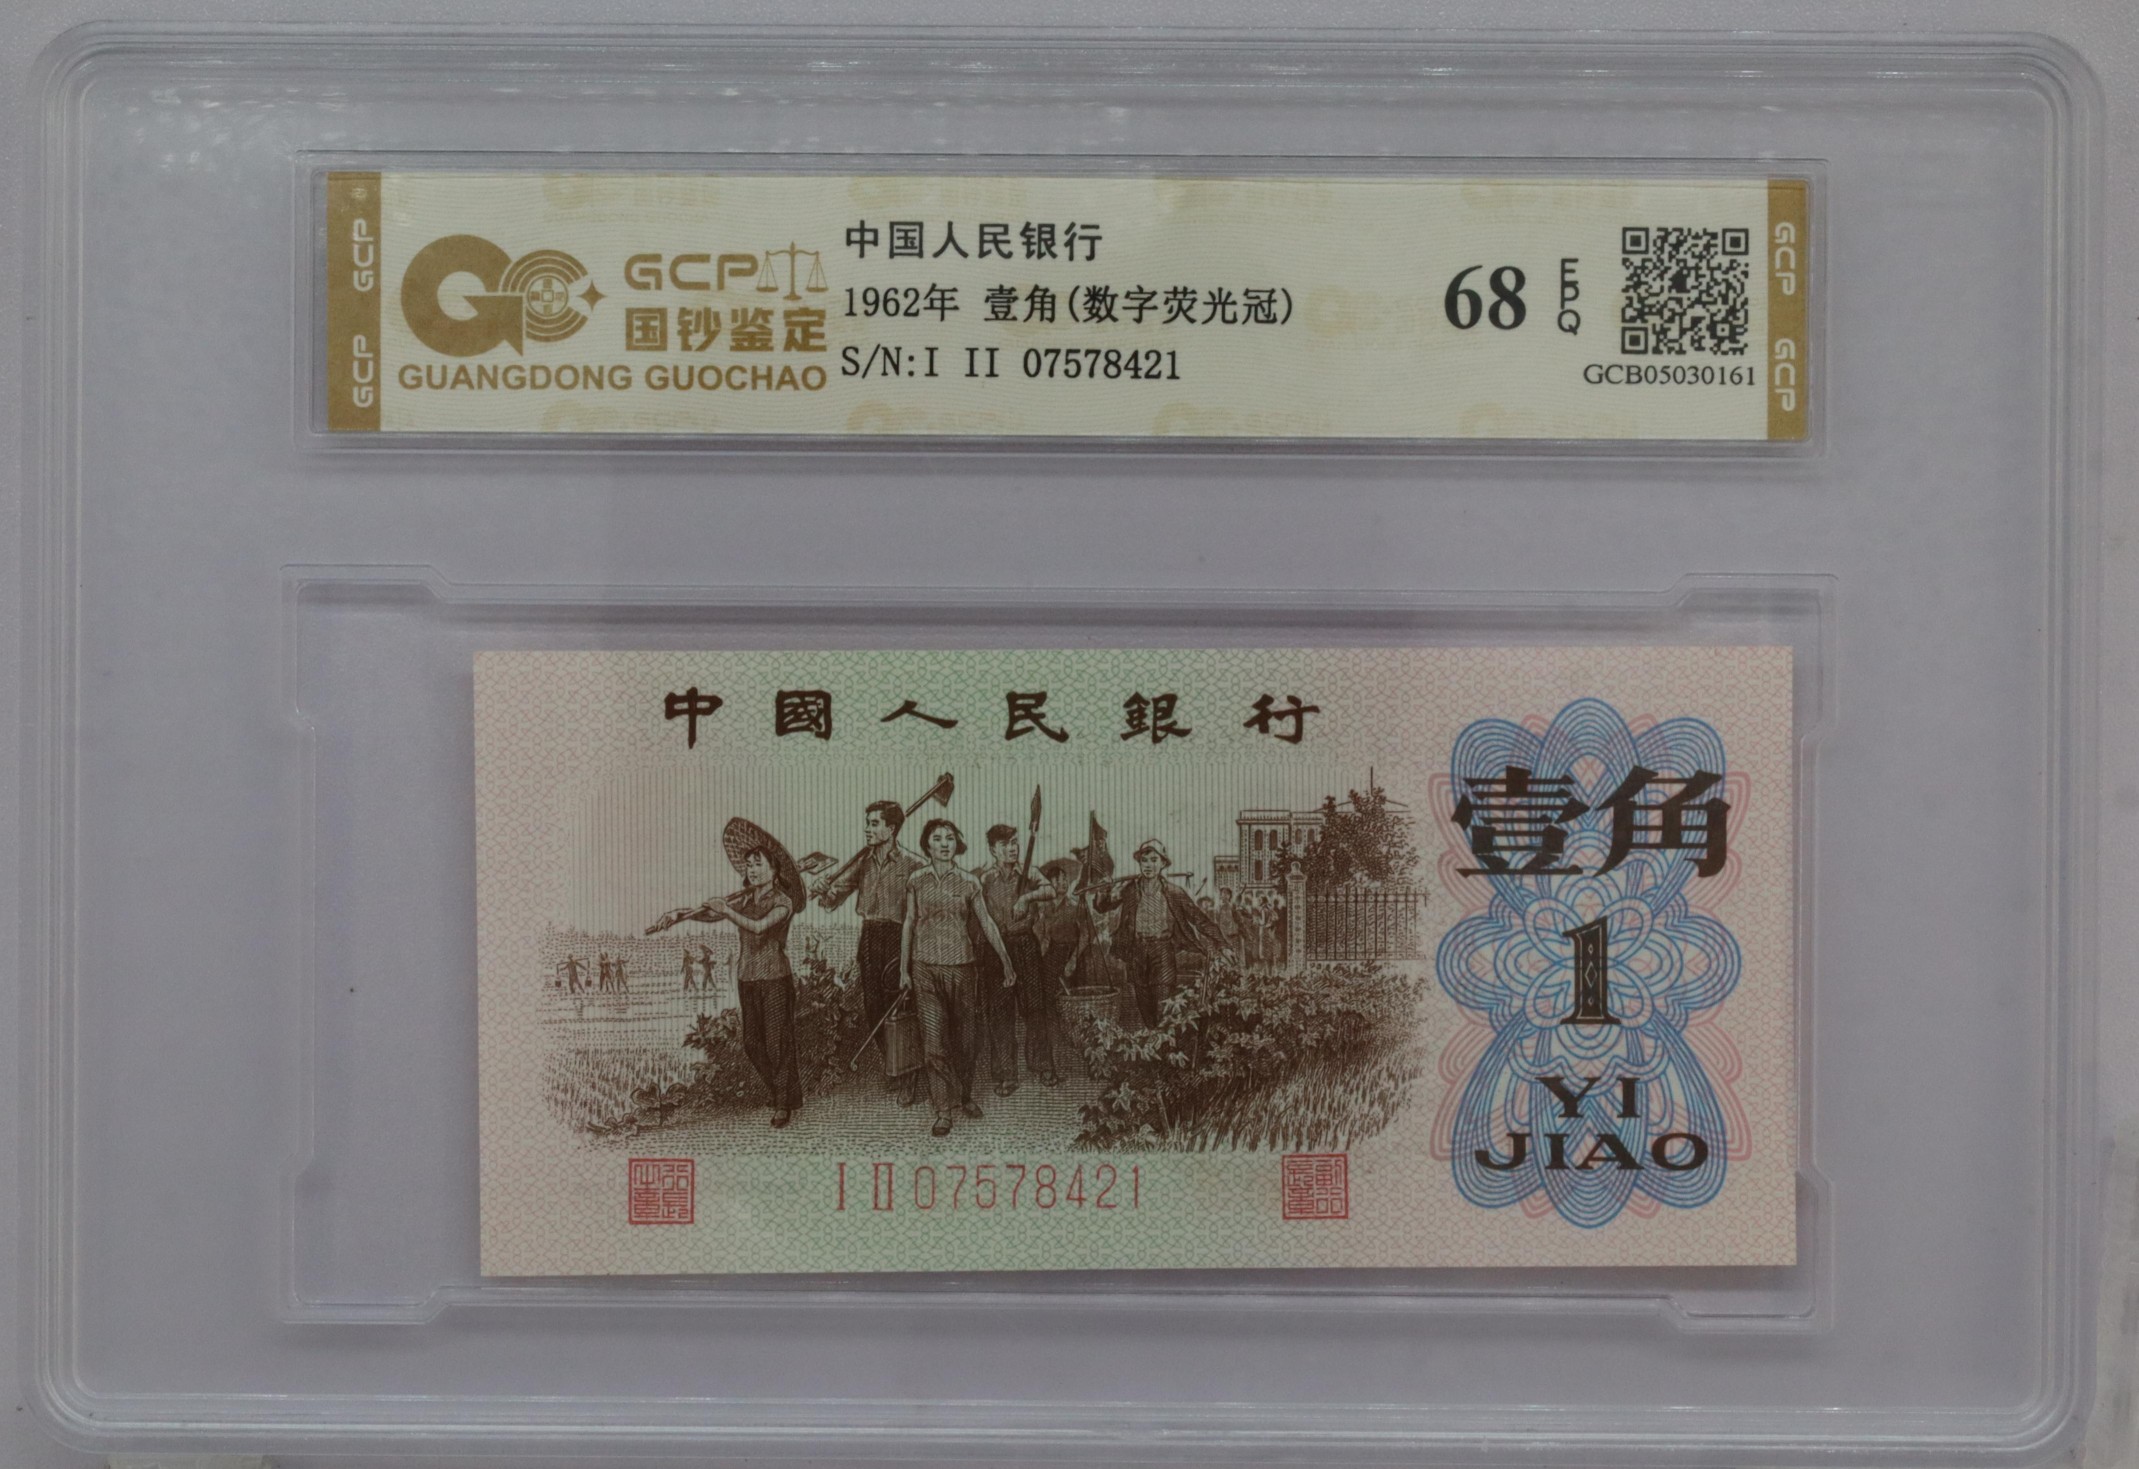 GCP GCP
GCP
国钞鉴定
GUANGDONG GUOCHAO
中国人民银行
1962年 壹角(数字荧光冠)
S/N:I II 07578421
68 EPQ
GCB05030161
GCP GCP
中國人民銀行
壹角
1
YI
JIAO
I II 07578421